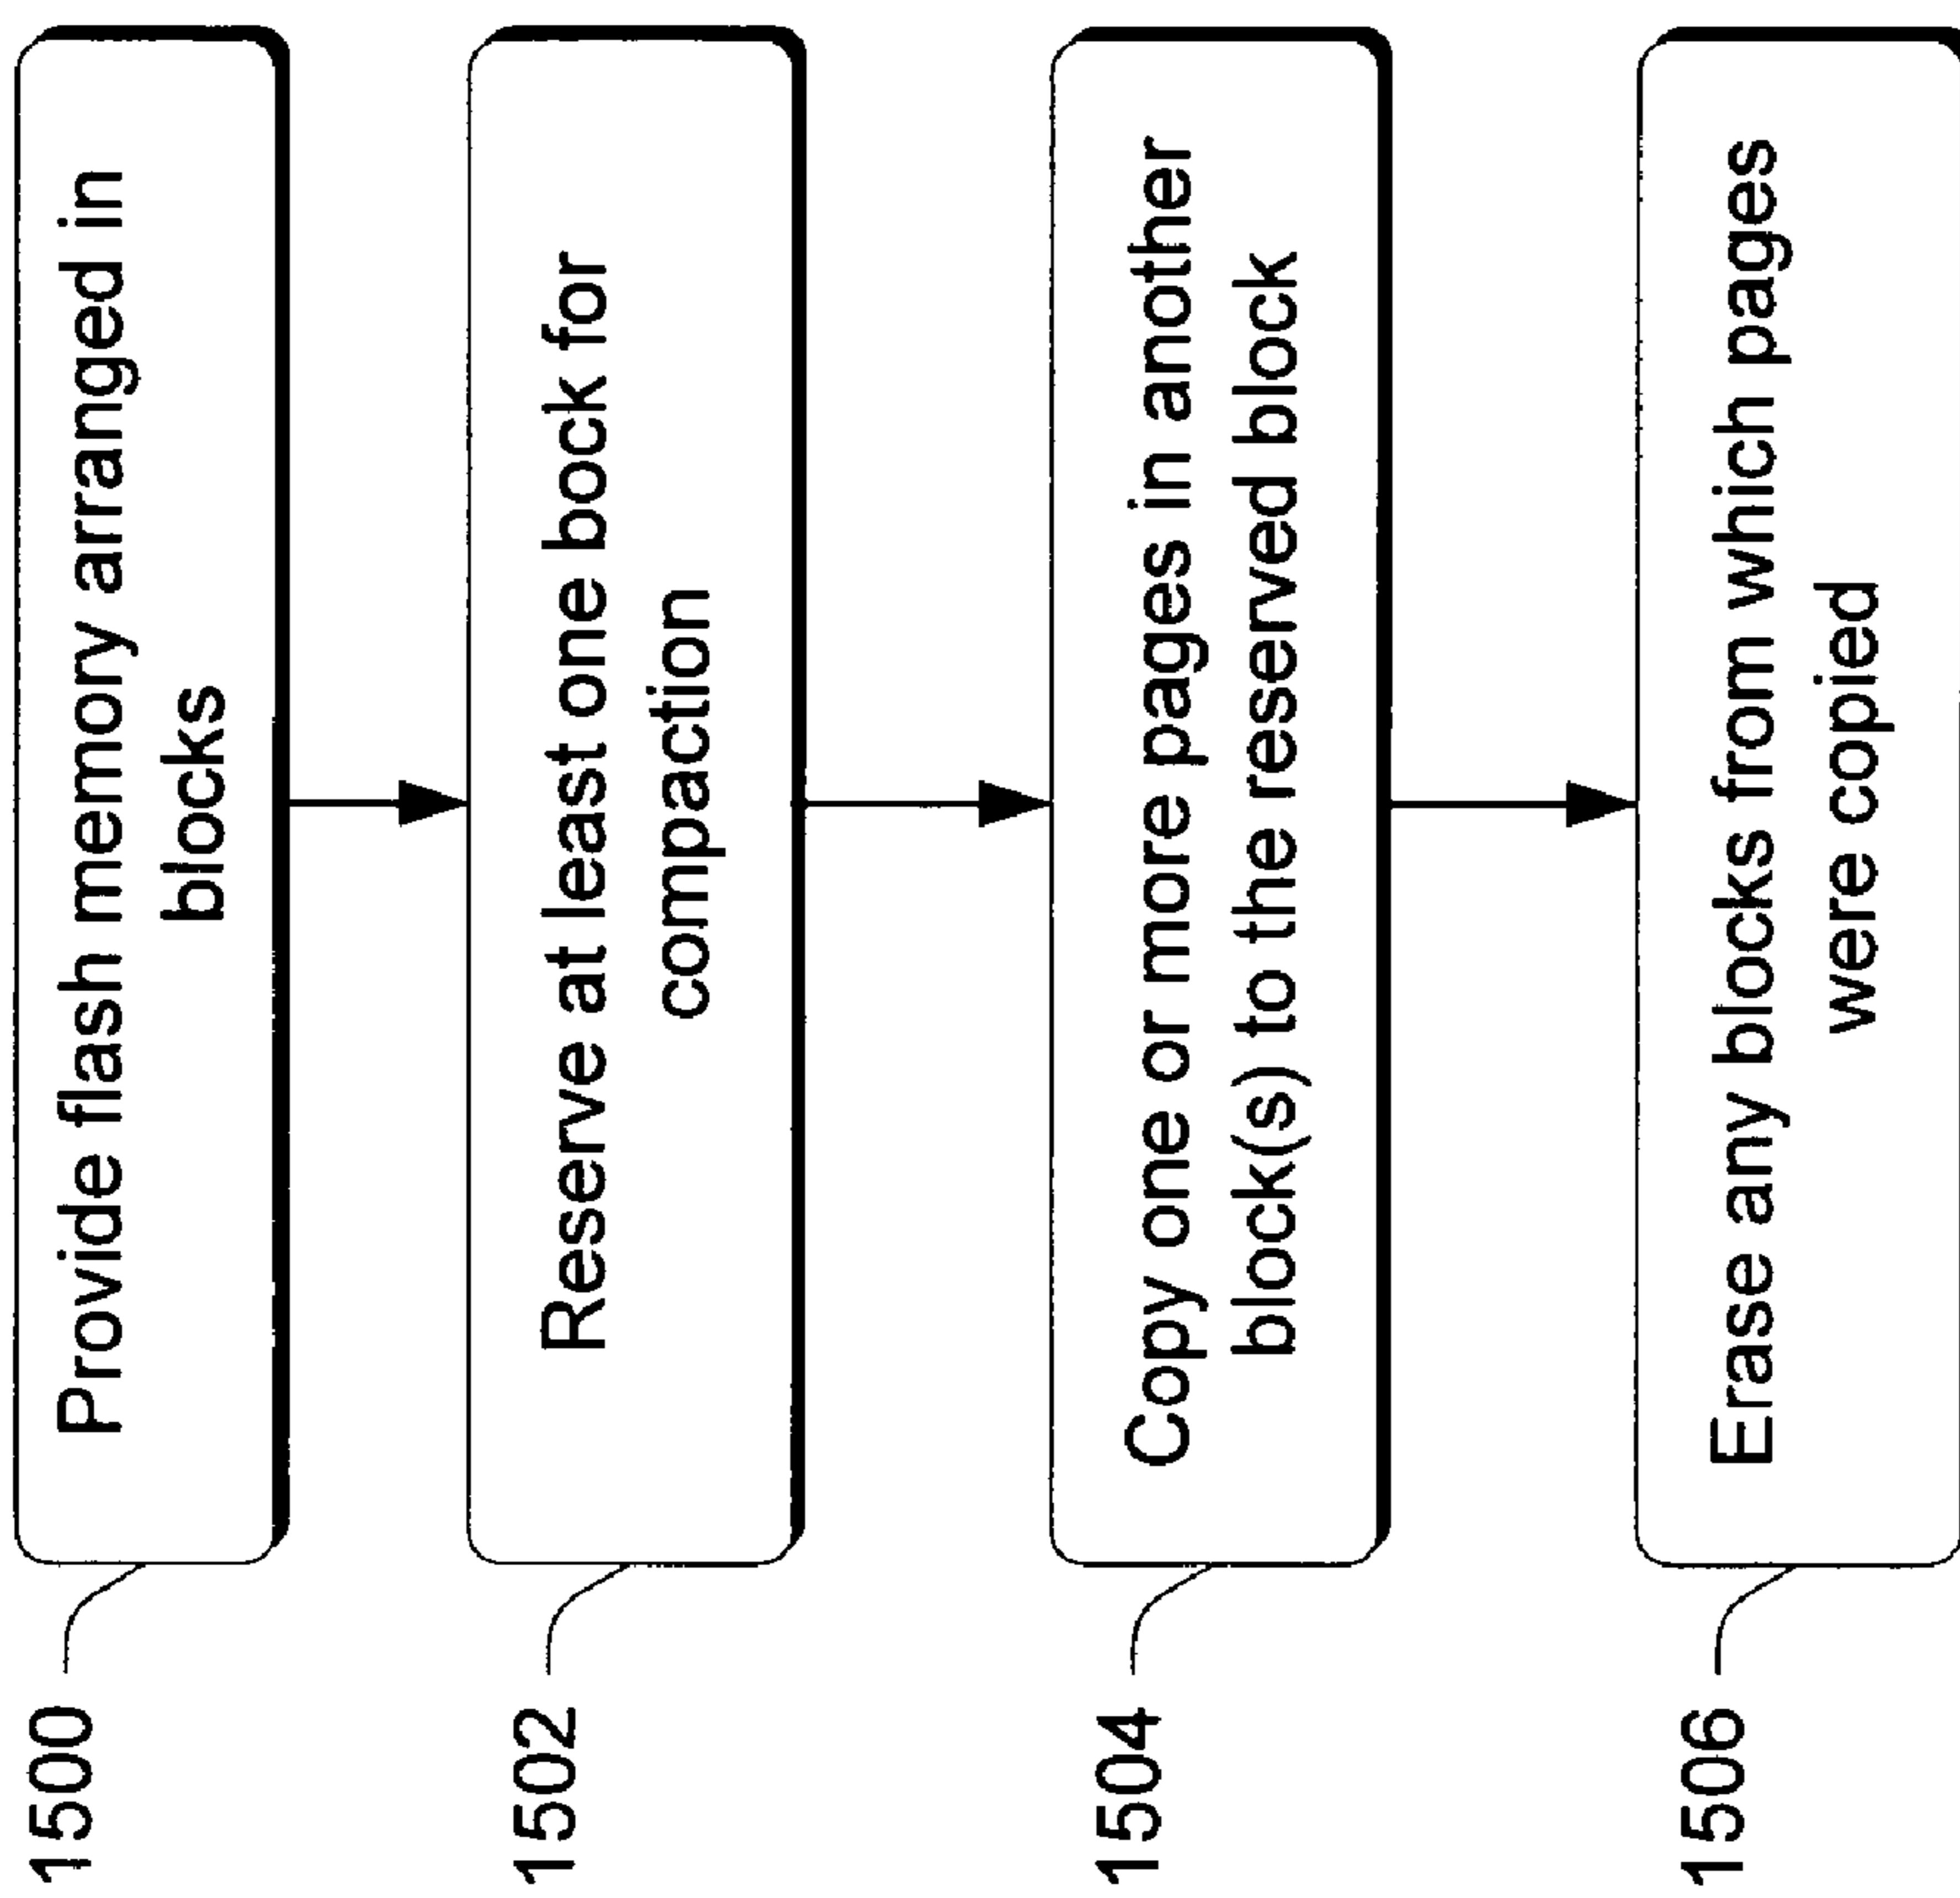 1500
Provide flash memory arranged in
blocks
1502
Reserve at least one bock for
compaction
1504
Copy one or more pages in another
block(s) to the reserved block
1506
Erase any blocks from which pages
were copied